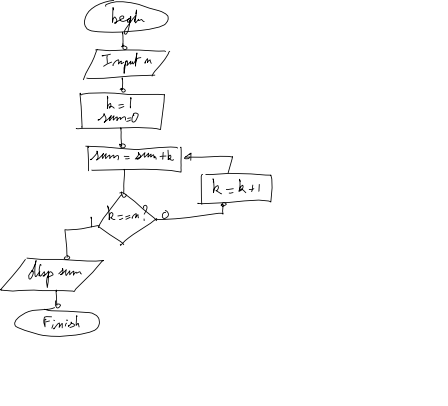 begin
Input n
k=1
sum=0
sum = sum+k
k = k+1
k==n?
1
0
disp sum
Finish